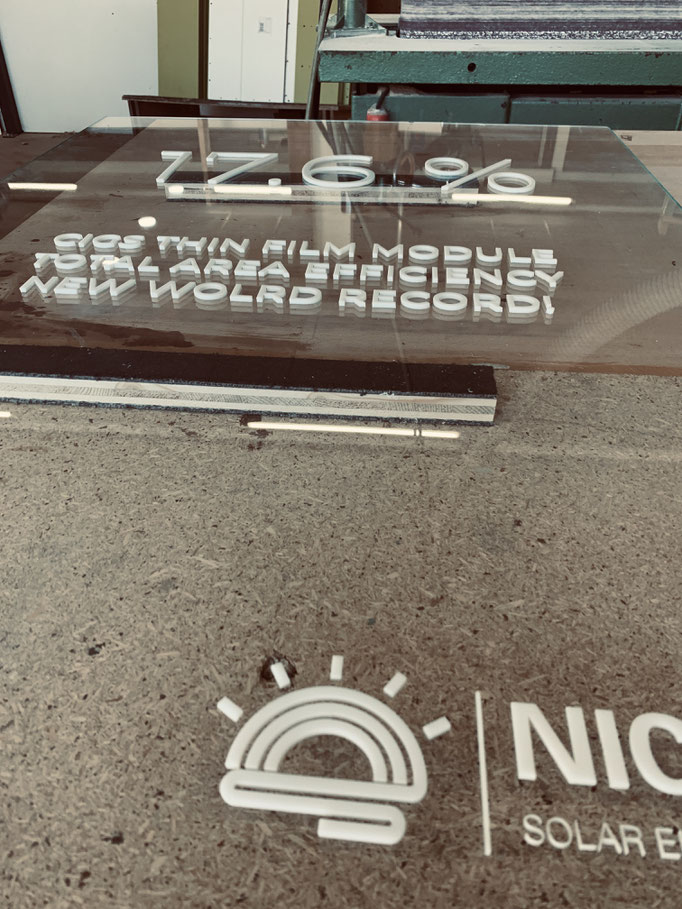 17.6%
CIGS THIN FILM MODULE
TOTAL AREA EFFICIENCY
NEW WOLRD RECORD!
NIC
SOLAR E